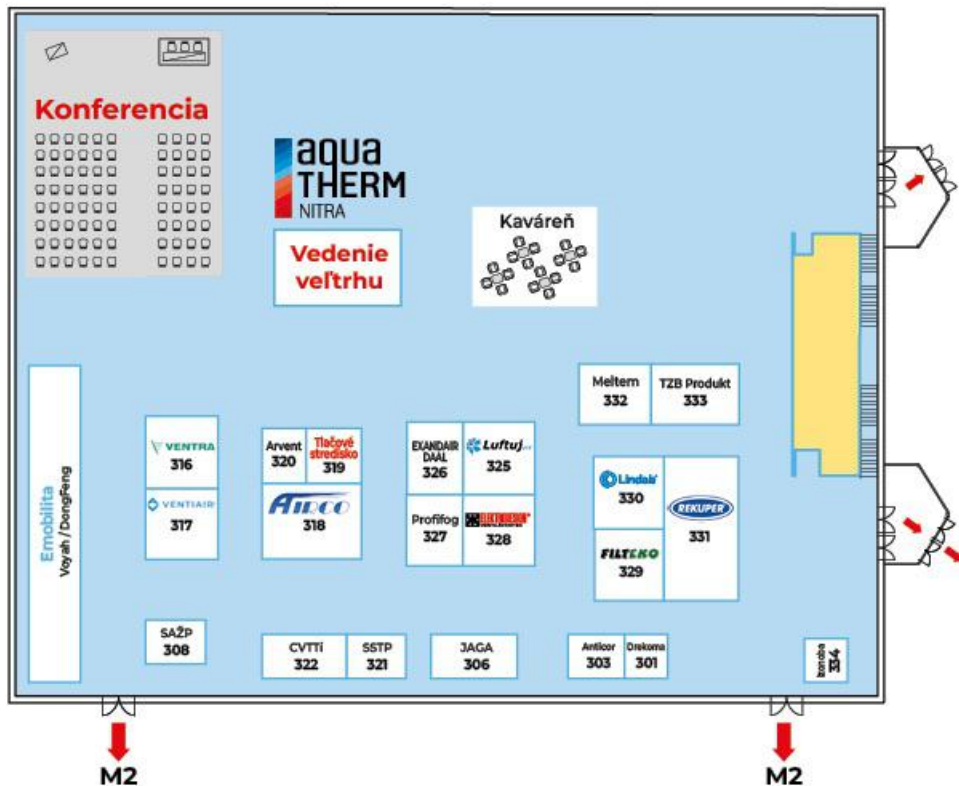 Konferencia
aqua
THERM
NITRA
Vedenie
veľtrhu
Kaváreň
Meltem
332
TZB Produkt
333
Emobilita
Voyah / DongFeng
VENTRA
316
VENTIAIR
317
Arvent
320
Tlačové
stredisko
319
AIRCO
318
EXANDAIR
DAAL
326
Luftuj
325
Profifog
327
ELEKTRODESIGN
328
Lindab
330
REKUPER
331
FILTEKO
329
SAŽP
308
CVTTi
322
SSTP
321
JAGA
306
Anticor
303
Drekoma
301
Izonoba
334
M2
M2